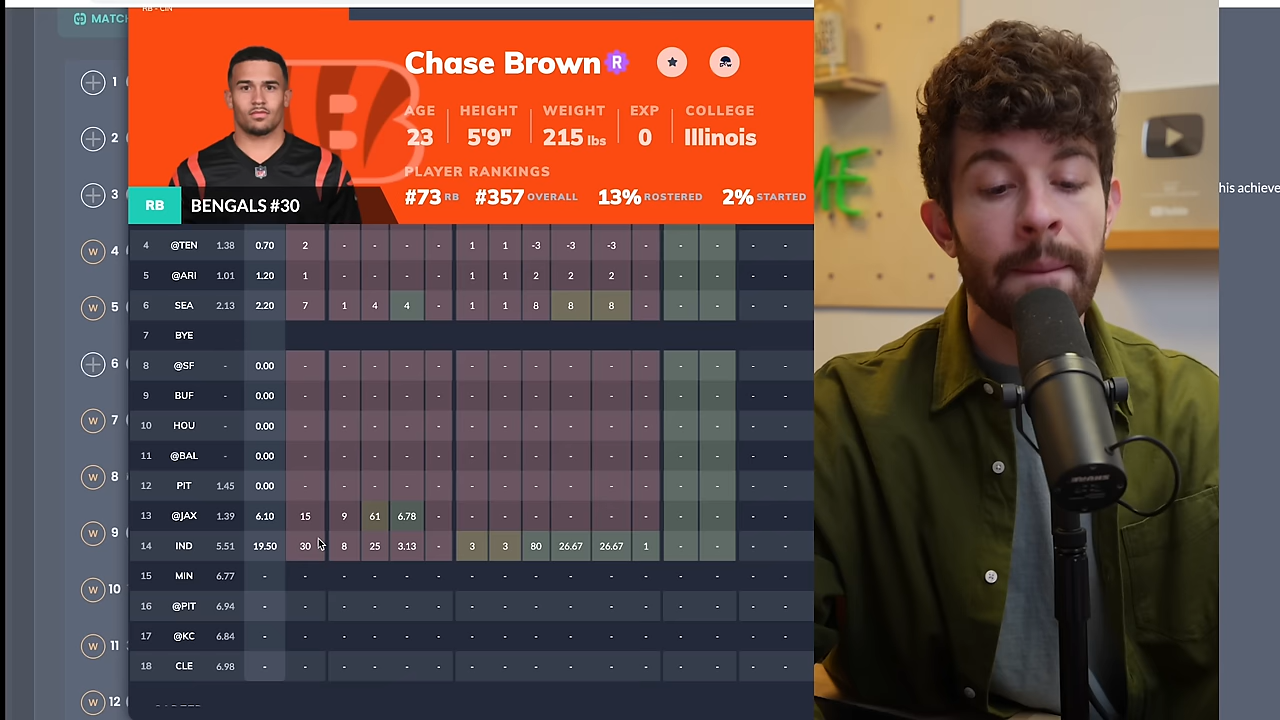 MATC
RB - CIN
Chase Brown R
AGE HEIGHT WEIGHT EXP COLLEGE
23 5'9" 215 lbs 0 Illinois
PLAYER RANKINGS
#73 RB #357 OVERALL 13% ROSTERED 2% STARTED
RB BENGALS #30
4 @TEN 1.38 0.70 2 - - - - 1 1 -3 -3 -3 - - - - -
5 @ARI 1.01 1.20 1 - - - - 1 1 2 2 2 - - - - -
6 SEA 2.13 2.20 7 1 4 4 - 1 1 8 8 8 - - - - -
7 BYE
8 @SF - 0.00 - - - - - - - - - - - - - - -
9 BUF - 0.00 - - - - - - - - - - - - - - -
10 HOU - 0.00 - - - - - - - - - - - - - - -
11 @BAL - 0.00 - - - - - - - - - - - - - - -
12 PIT 1.45 0.00 - - - - - - - - - - - - - - -
13 @JAX 1.39 6.10 15 9 61 6.78 - - - - - - - - - - -
14 IND 5.51 19.50 30 8 25 3.13 - 3 3 80 26.67 26.67 1 - - - -
15 MIN 6.77 - - - - - - - - - - - - - - - -
16 @PIT 6.94 - - - - - - - - - - - - - - - -
17 @KC 6.84 - - - - - - - - - - - - - - - -
18 CLE 6.98 - - - - - - - - - - - - - - - -
1
2
3
W 4
W 5
6
W 7
W 8
W 9
W 10
W 11
W 12
ME
his achieve